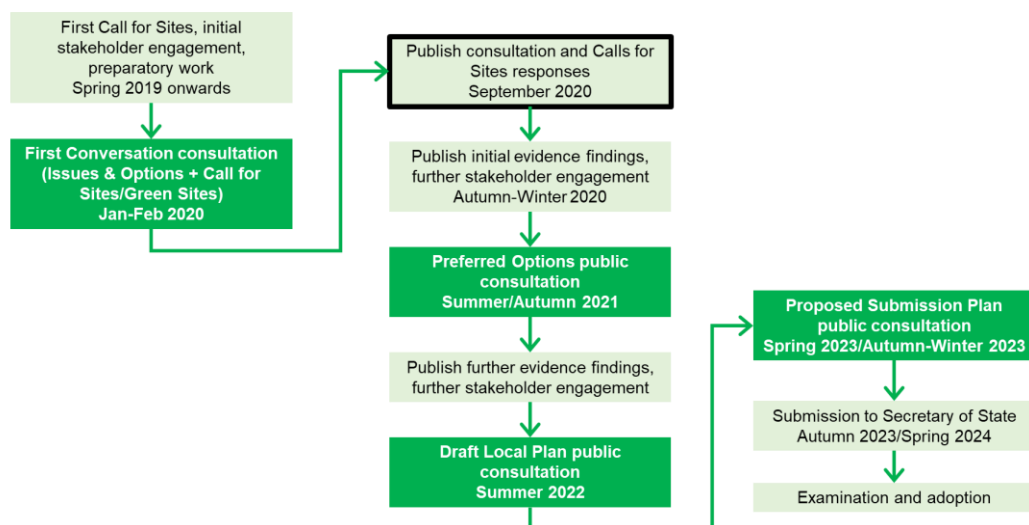 First Call for Sites, initial
stakeholder engagement,
preparatory work
Spring 2019 onwards
First Conversation consultation
(Issues & Options + Call for
Sites/Green Sites)
Jan-Feb 2020
Publish consultation and Calls for
Sites responses
September 2020
Publish initial evidence findings,
further stakeholder engagement
Autumn-Winter 2020
Preferred Options public
consultation
Summer/Autumn 2021
Publish further evidence findings,
further stakeholder engagement
Draft Local Plan public
consultation
Summer 2022
Proposed Submission Plan
public consultation
Spring 2023/Autumn-Winter 2023
Submission to Secretary of State
Autumn 2023/Spring 2024
Examination and adoption